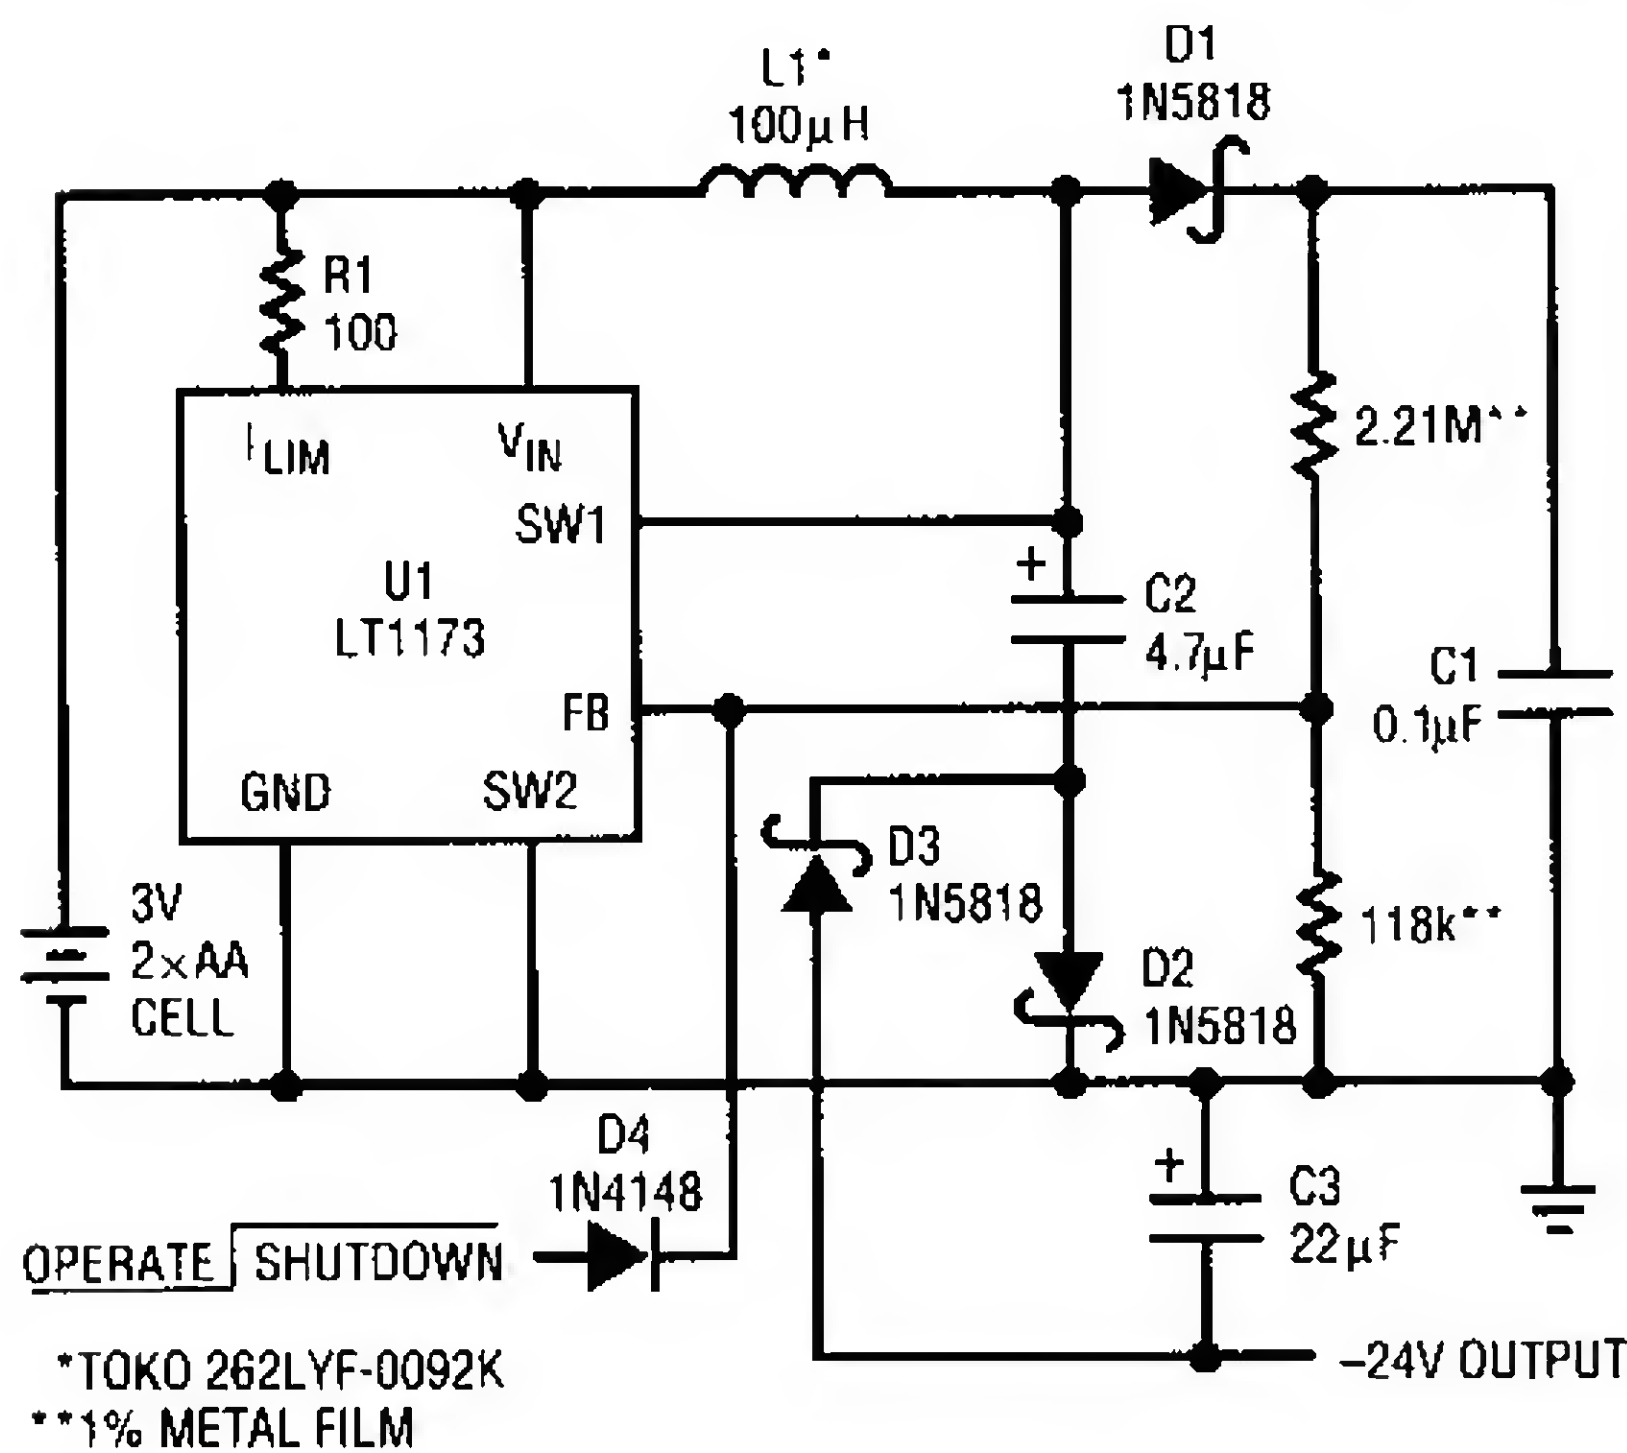 L1*
100µH
D1
1N5818
R1
100
ILIM
VIN
SW1
U1
LT1173
FB
GND
SW2
+
C2
4.7µF
2.21M**
C1
0.1µF
D3
1N5818
118k**
3V
2×AA
CELL
D2
1N5818
D4
1N4148
+
C3
22µF
OPERATE SHUTDOWN
–24V OUTPUT
*TOKO 262LYF-0092K
**1% METAL FILM